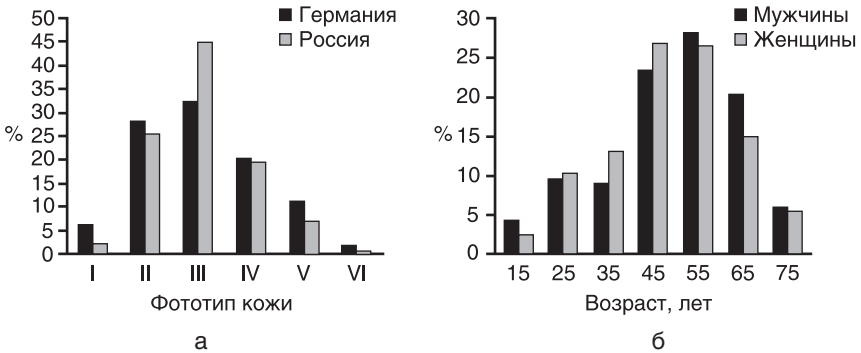 50
45
40
35
30
25
20
15
10
5
0
%
Германия
Россия
I II III IV V VI
Фототип кожи
а
30
25
20
15
10
5
0
%
Мужчины
Женщины
15 25 35 45 55 65 75
Возраст, лет
б